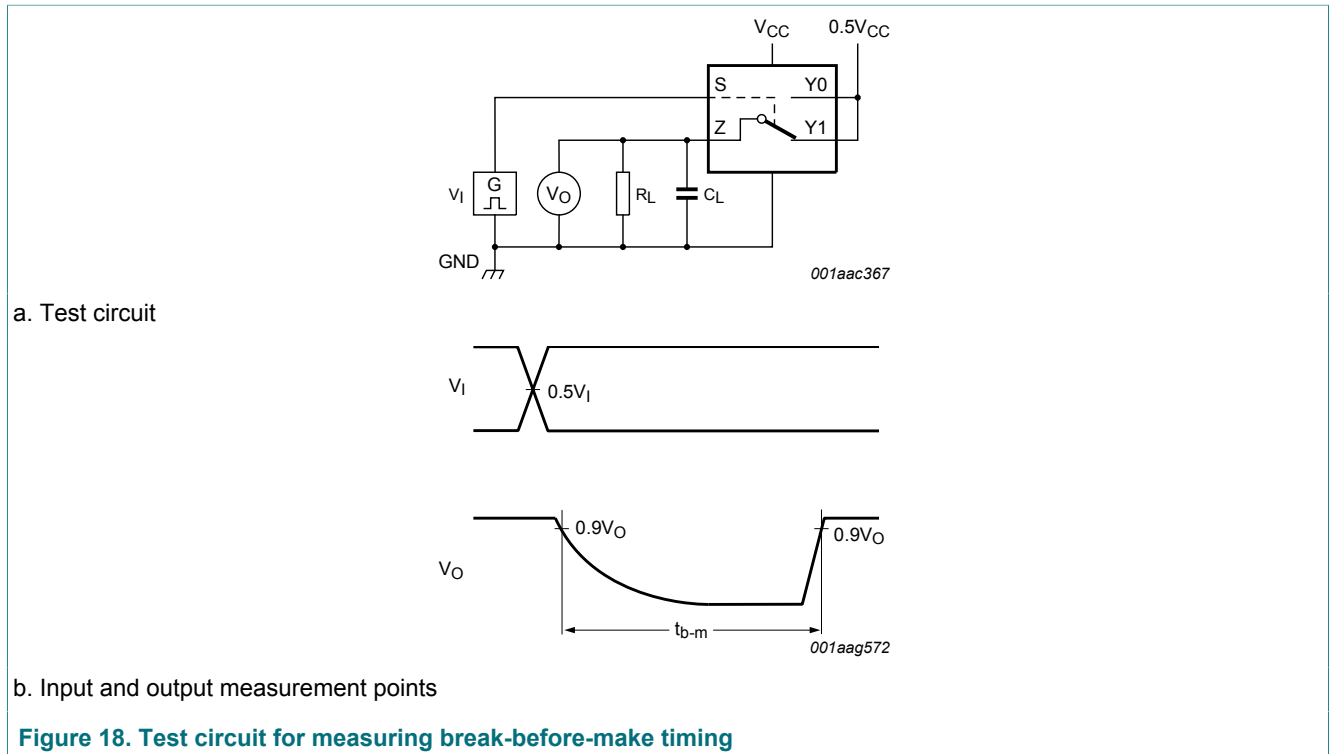 VCC 0.5VCC
S Y0
Z Y1
VI G VO RL CL
GND
001aac367
a. Test circuit
VI 0.5VI
0.9VO 0.9VO
VO
tb-m
001aag572
b. Input and output measurement points
Figure 18. Test circuit for measuring break-before-make timing